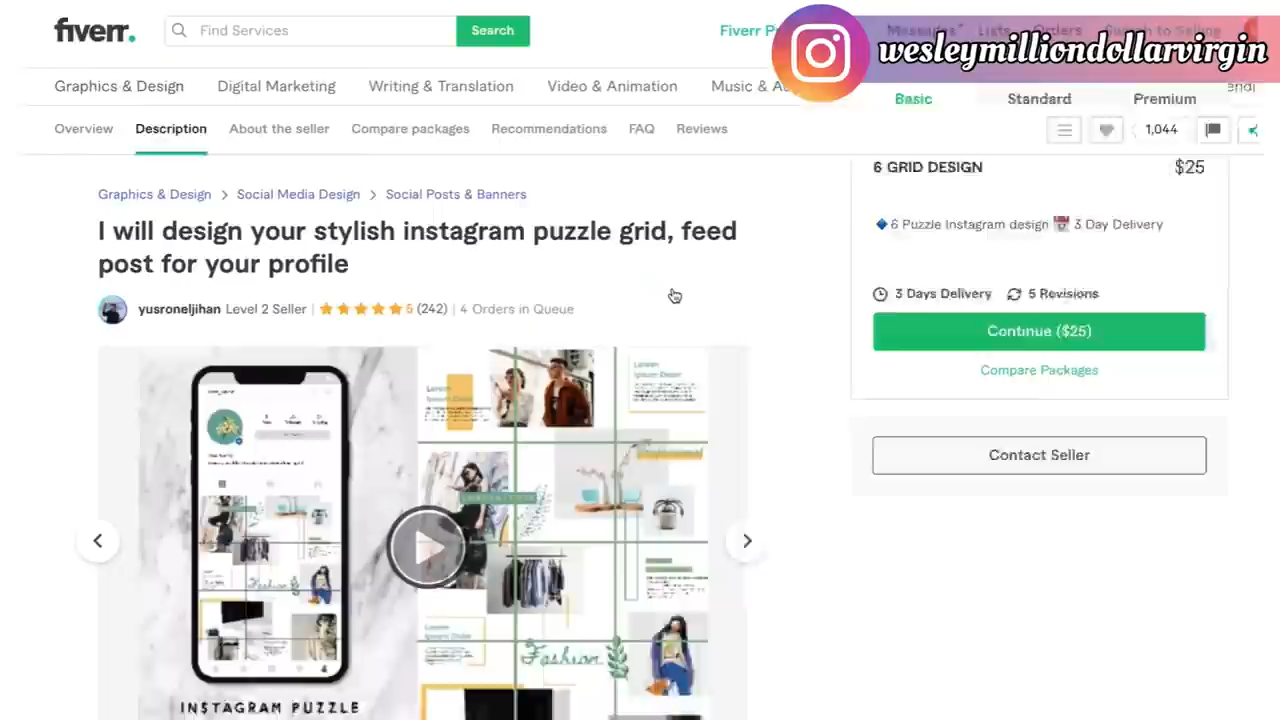 fiverr.
Find Services
Search
Fiverr
wesleymilliondollarvirgin
Graphics & Design
Digital Marketing
Writing & Translation
Video & Animation
Music &
Basic
Standard
Premium
Overview
Description
About the seller
Compare packages
Recommendations
FAQ
Reviews
1,044
6 GRID DESIGN
$25
Graphics & Design > Social Media Design > Social Posts & Banners
I will design your stylish instagram puzzle grid, feed
post for your profile
6 Puzzle Instagram design 3 Day Delivery
yusroneljihan Level 2 Seller 5 (242) 4 Orders in Queue
3 Days Delivery 5 Revisions
Continue ($25)
Compare Packages
Contact Seller
Fashion
INSTAGRAM PUZZLE